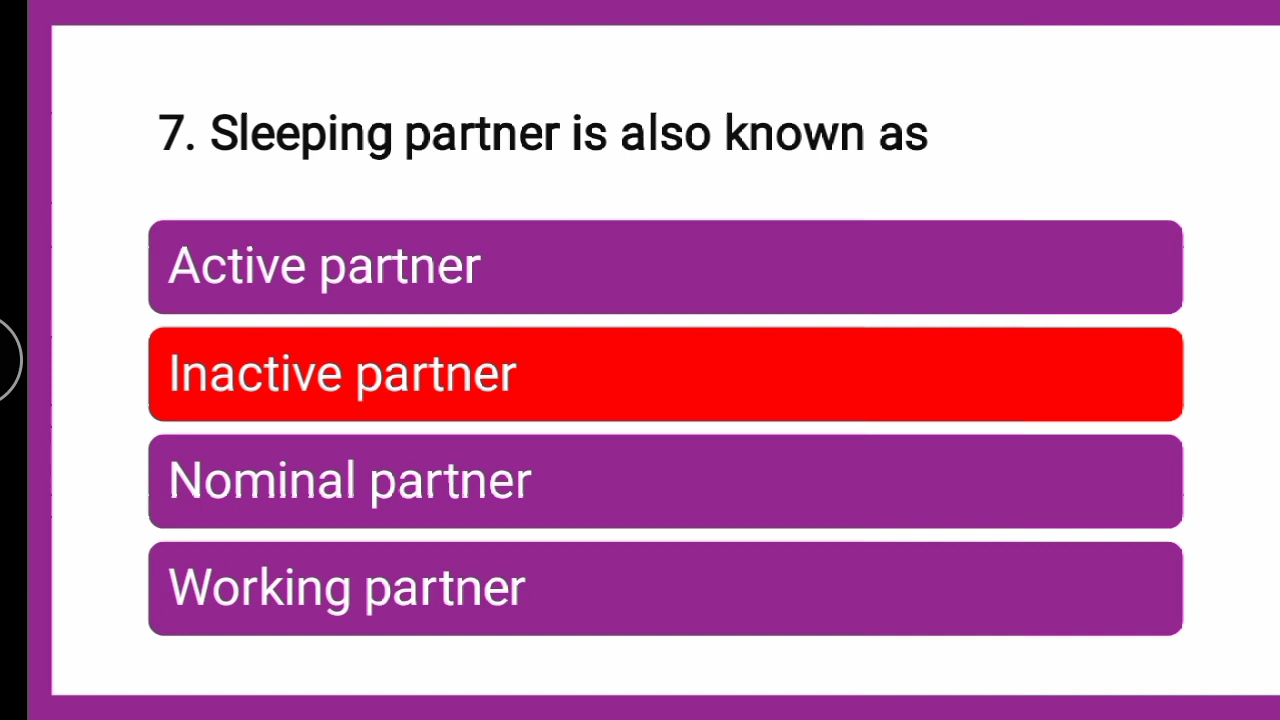 7. Sleeping partner is also known as
Active partner
Inactive partner
Nominal partner
Working partner